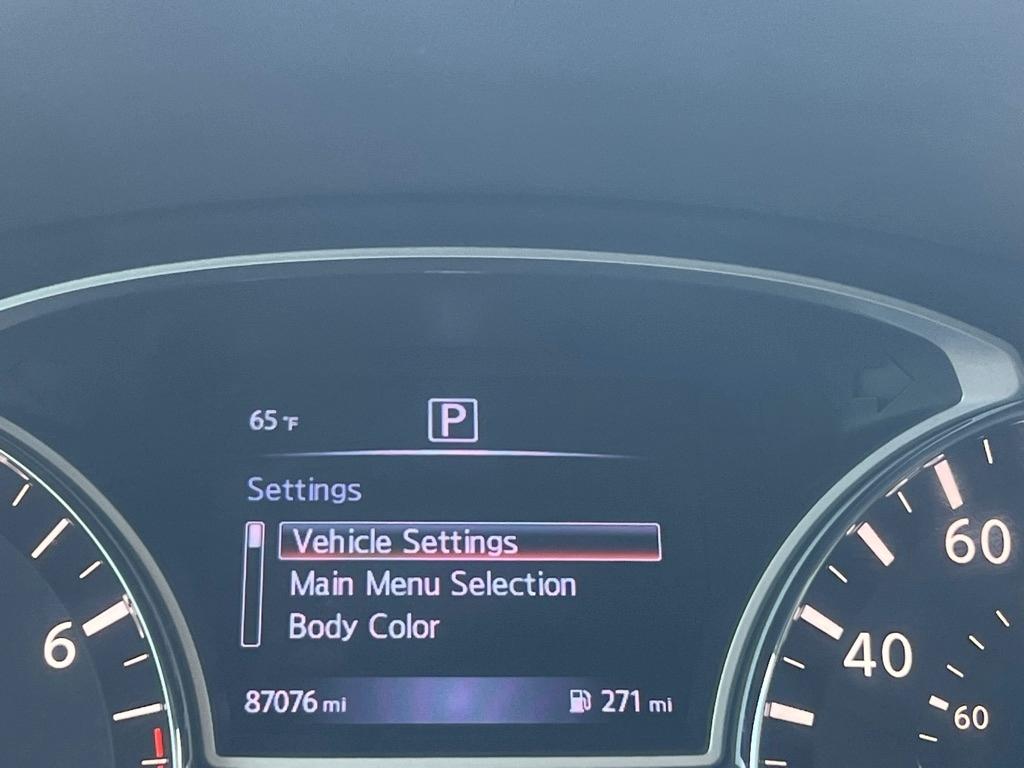 65°F P
Settings
Vehicle Settings
Main Menu Selection
Body Color
87076 mi 271 mi
6
60
40
60